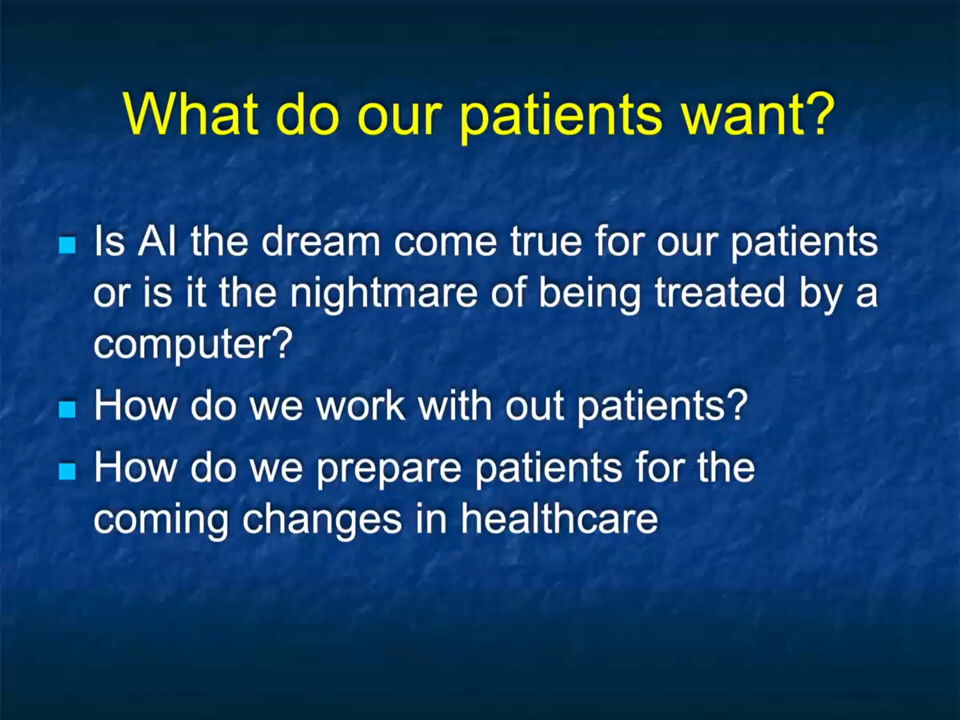 What do our patients want?
Is AI the dream come true for our patients
or is it the nightmare of being treated by a
computer?
How do we work with out patients?
How do we prepare patients for the
coming changes in healthcare